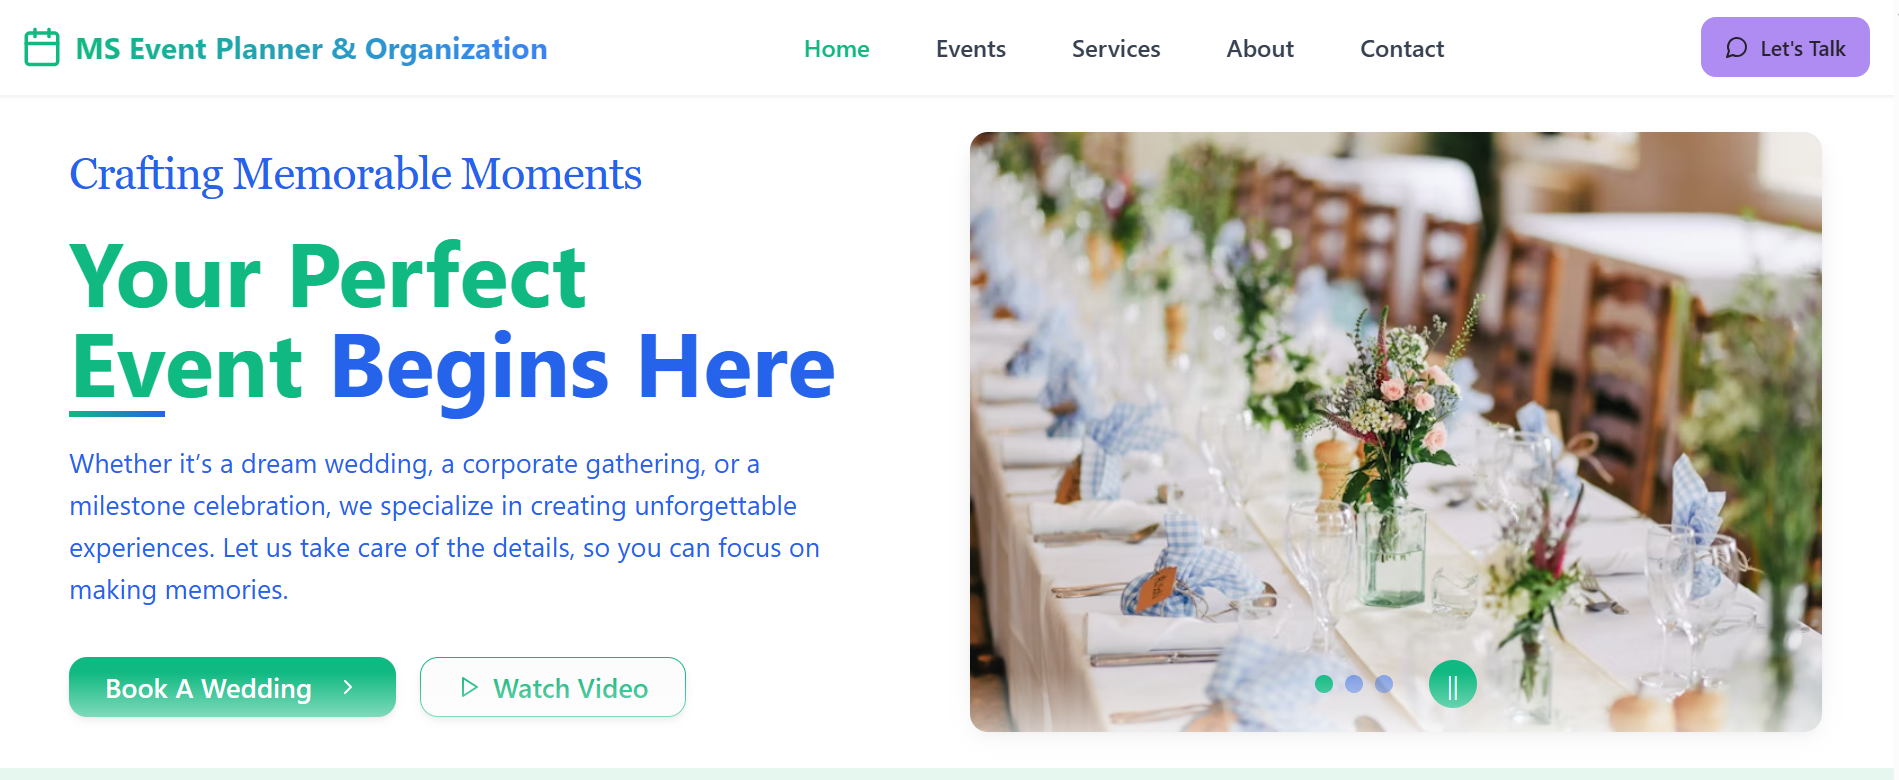 MS Event Planner & Organization
Home
Events
Services
About
Contact
Let's Talk
Crafting Memorable Moments
Your Perfect
Event Begins Here
Whether it’s a dream wedding, a corporate gathering, or a
milestone celebration, we specialize in creating unforgettable
experiences. Let us take care of the details, so you can focus on
making memories.
Book A Wedding
Watch Video